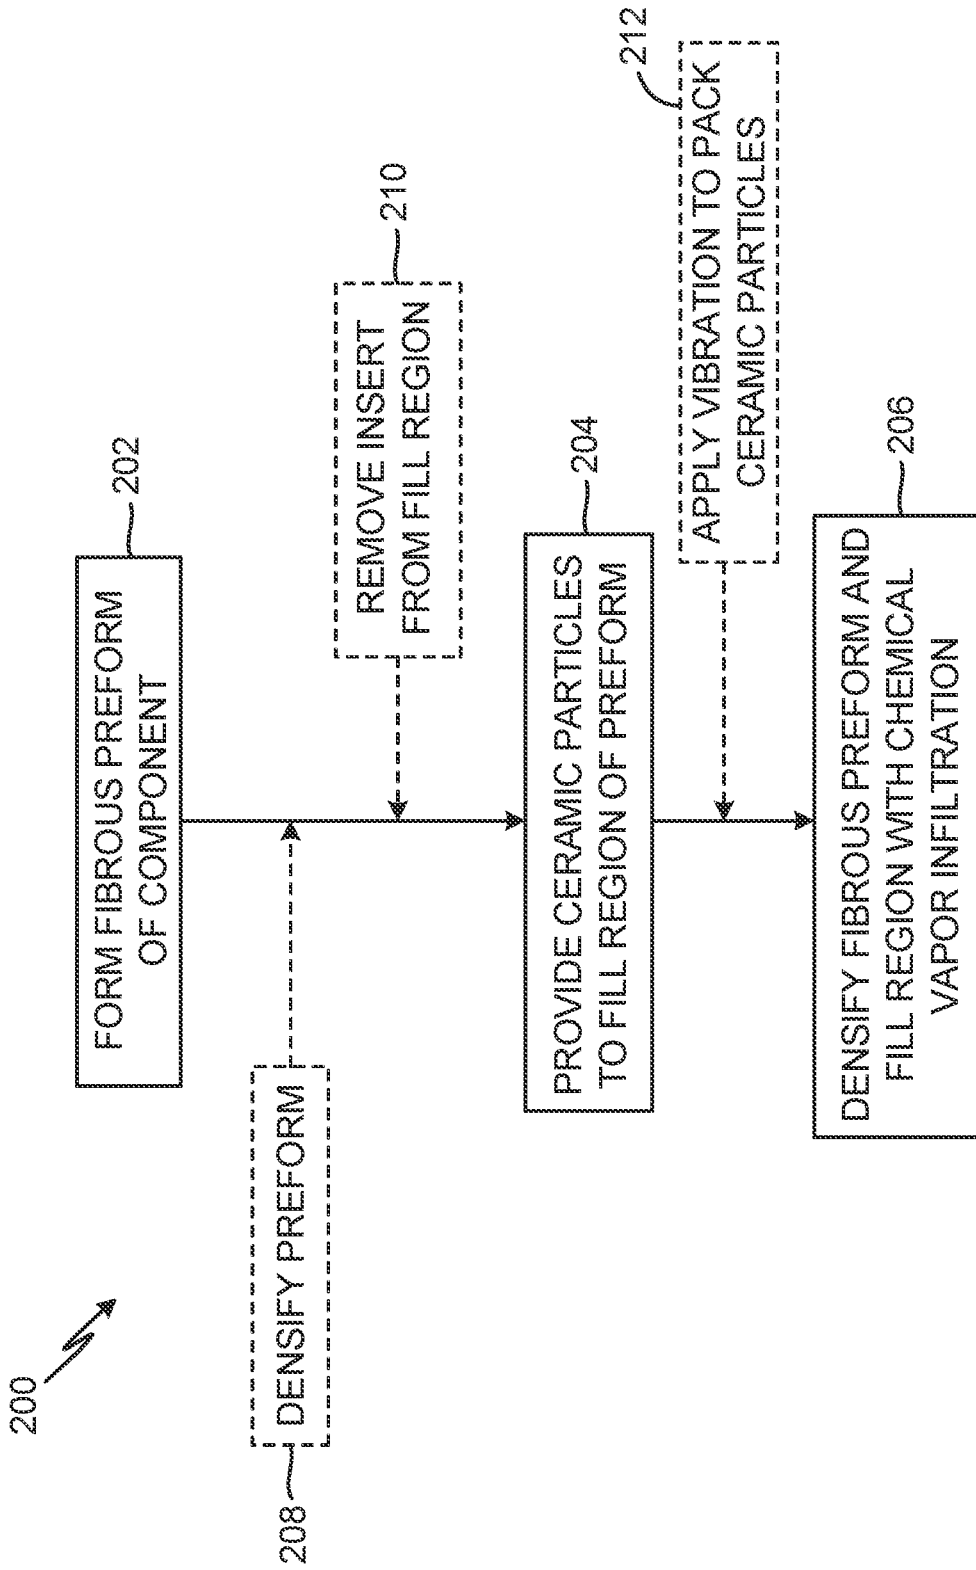 200
FORM FIBROUS PREFORM
OF COMPONENT
202
208
DENSIFY PREFORM
REMOVE INSERT
FROM FILL REGION
210
PROVIDE CERAMIC PARTICLES
TO FILL REGION OF PREFORM
204
APPLY VIBRATION TO PACK
CERAMIC PARTICLES
212
DENSIFY FIBROUS PREFORM AND
FILL REGION WITH CHEMICAL
VAPOR INFILTRATION
206